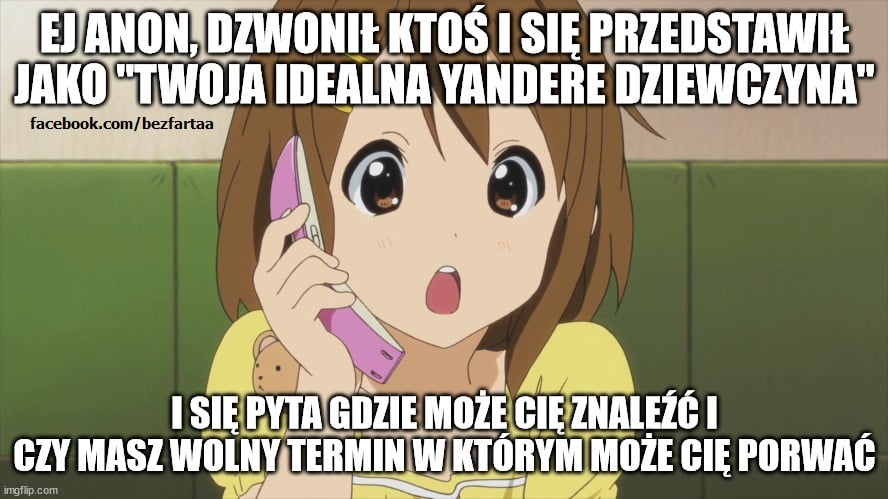 EJ ANON, DZWONIŁ KTOŚ I SIĘ PRZEDSTAWIŁ
JAKO "TWOJA IDEALNA YANDERE DZIEWCZYNA"
facebook.com/bezfartaa
I SIĘ PYTA GDZIE MOŻE CIĘ ZNALEŹĆ I
CZY MASZ WOLNY TERMIN W KTÓRYM MOŻE CIĘ PORWAĆ
imgflip.com